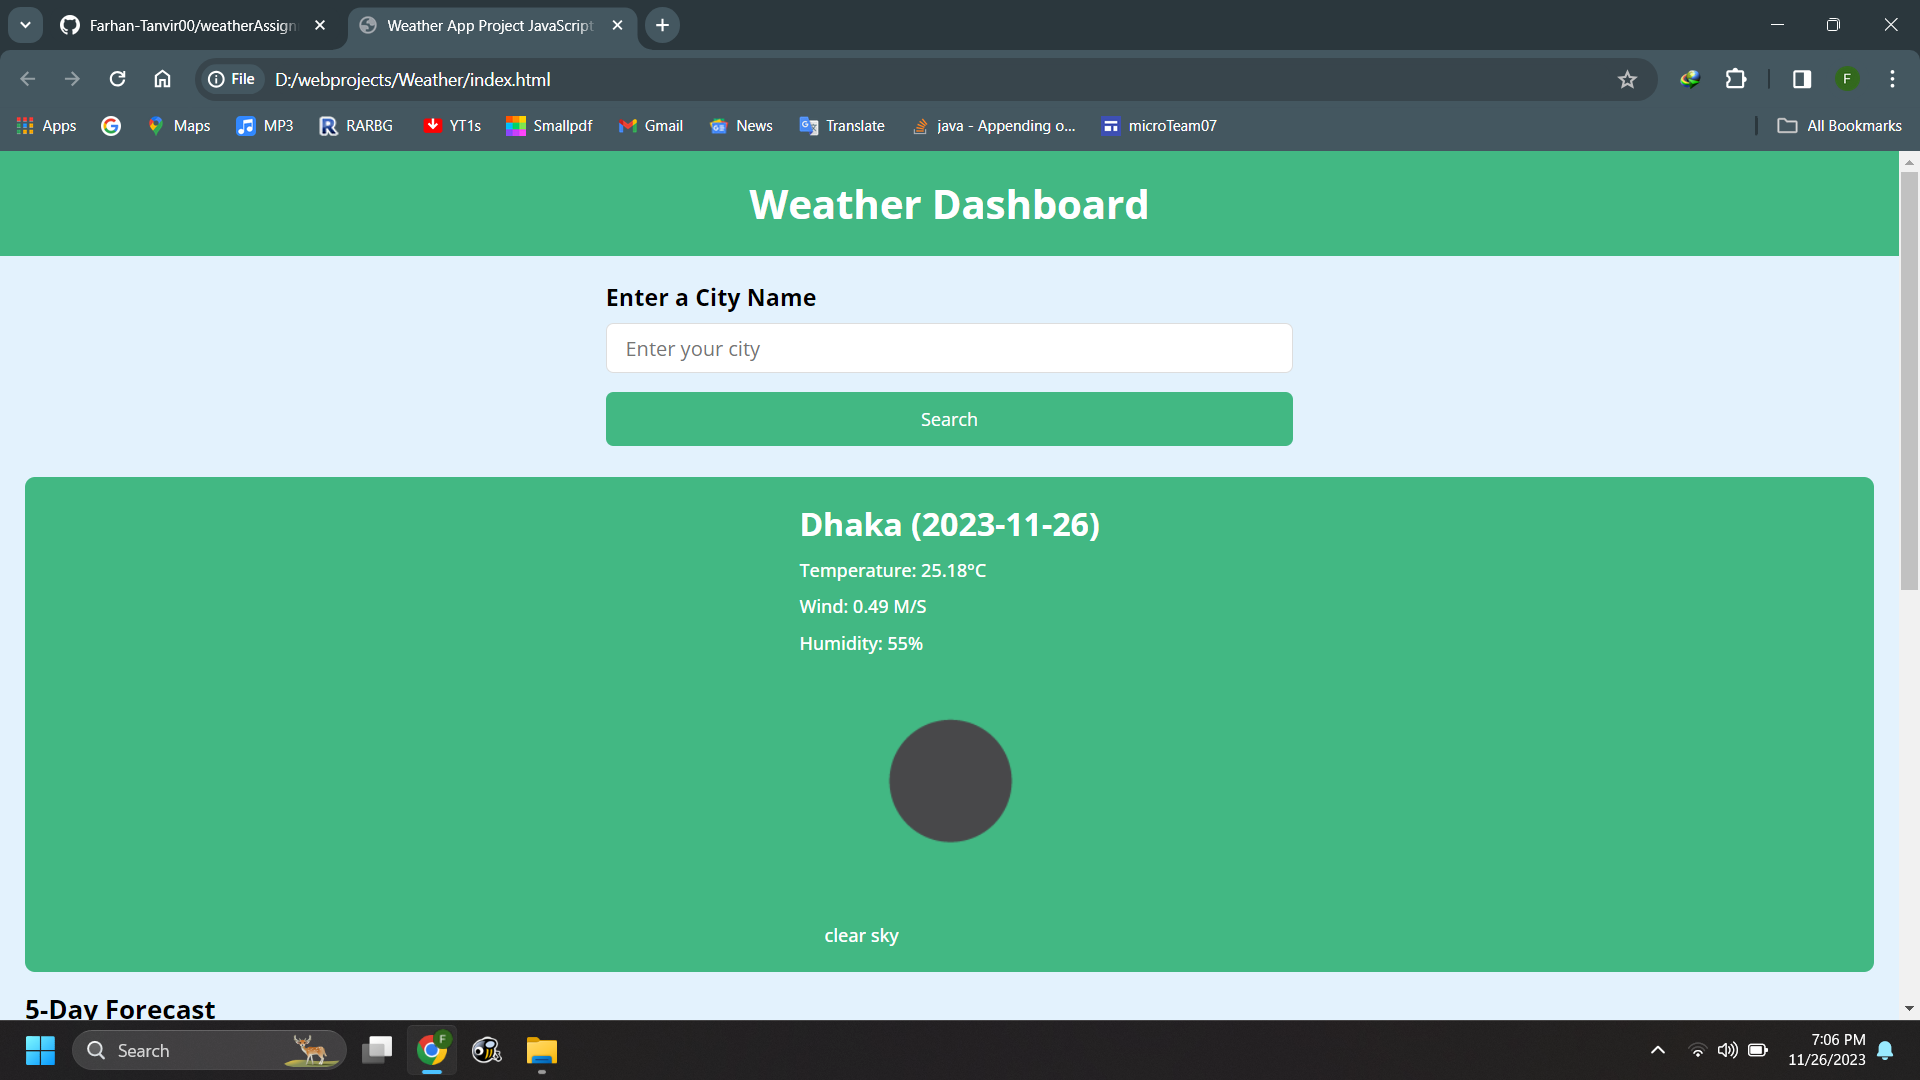 Farhan-Tanvir00/weatherAssign
Weather App Project JavaScript
File
D:/webprojects/Weather/index.html
F
Apps
Maps
MP3
RARBG
YT1s
Smallpdf
Gmail
News
Translate
java - Appending o...
microTeam07
All Bookmarks
Weather Dashboard
Enter a City Name
Enter your city
Search
Dhaka (2023-11-26)
Temperature: 25.18°C
Wind: 0.49 M/S
Humidity: 55%
clear sky
5-Day Forecast
Search
F
7:06 PM
11/26/2023